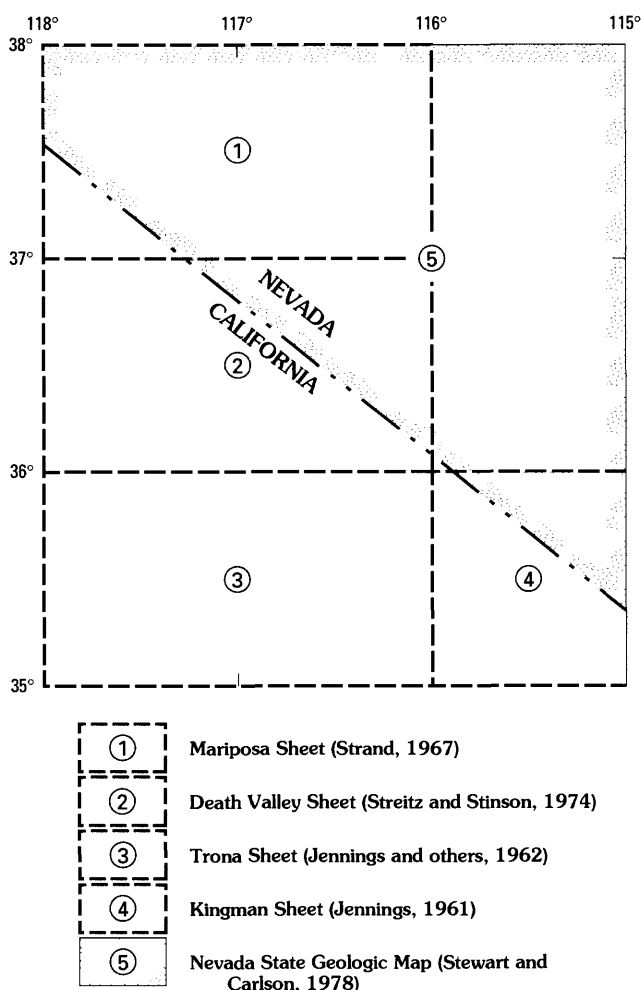 118° 117° 116° 115°
38°
①
37°
⑤
NEVADA
CALIFORNIA
②
36°
③
④
35°
① Mariposa Sheet (Strand, 1967)
② Death Valley Sheet (Streitz and Stinson, 1974)
③ Trona Sheet (Jennings and others, 1962)
④ Kingman Sheet (Jennings, 1961)
⑤ Nevada State Geologic Map (Stewart and
Carlson, 1978)